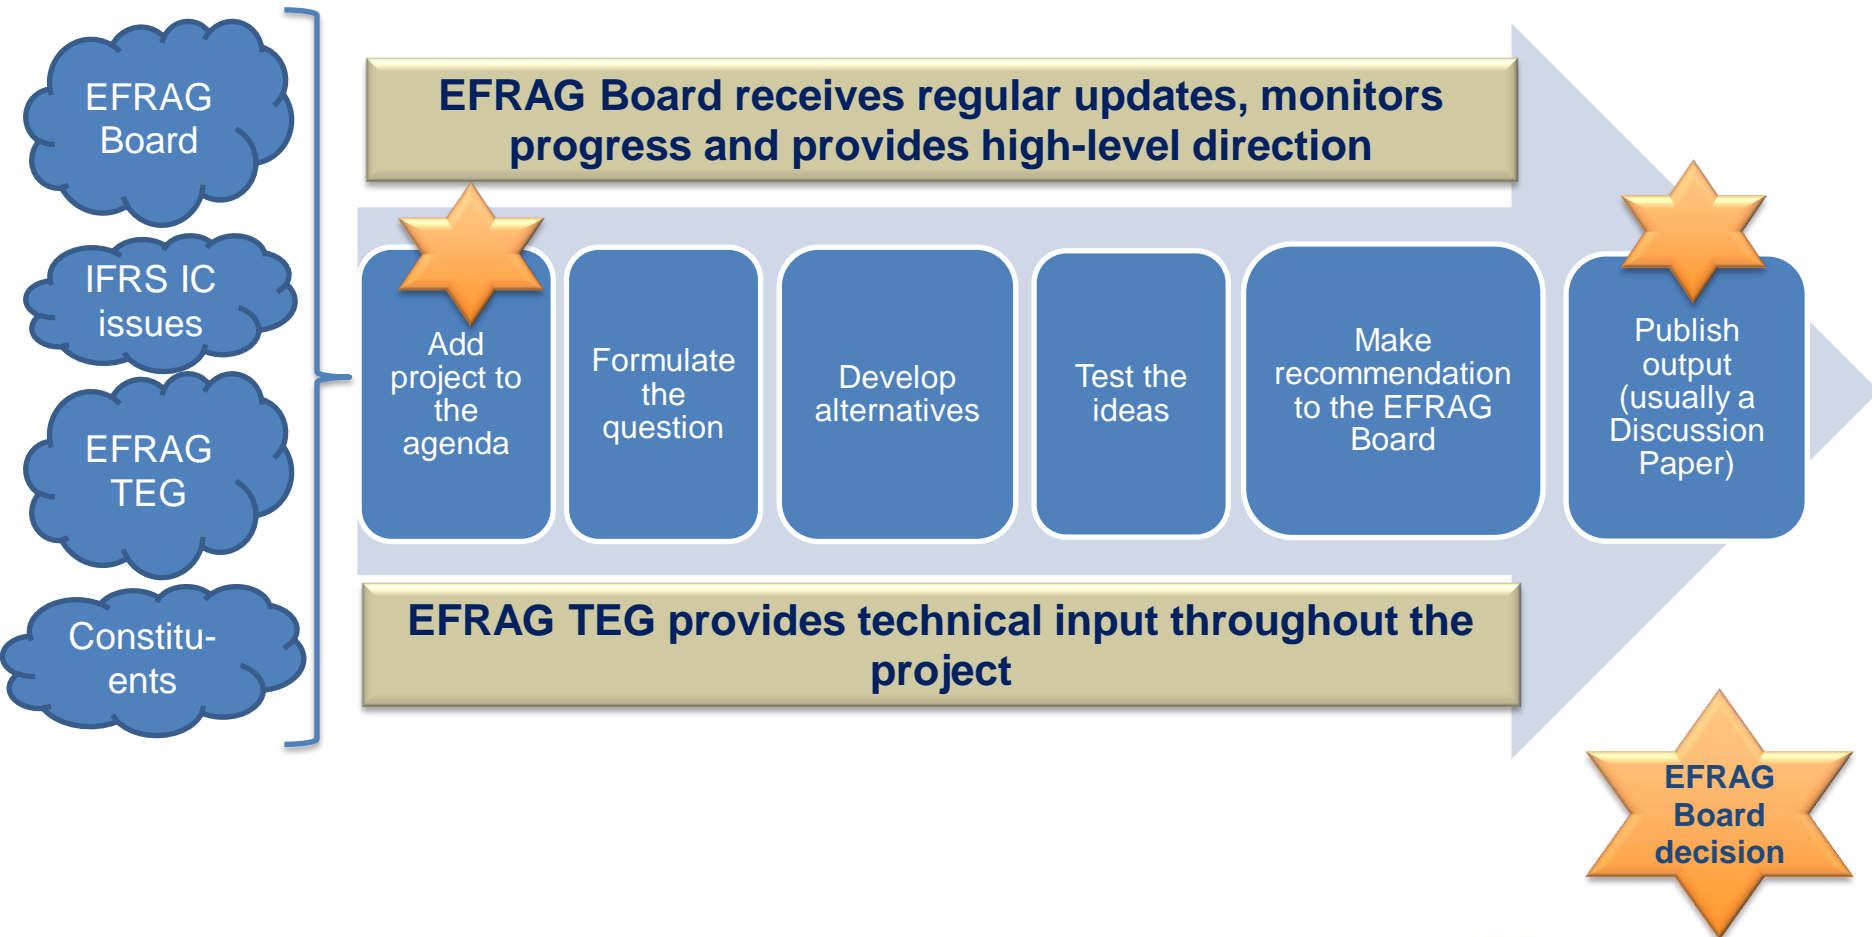 EFRAG
Board
IFRS IC
issues
EFRAG
TEG
Constitu-
ents
EFRAG Board receives regular updates, monitors
progress and provides high-level direction
Add
project to
the
agenda
Formulate
the
question
Develop
alternatives
Test the
ideas
Make
recommendation
to the EFRAG
Board
Publish
output
(usually a
Discussion
Paper)
EFRAG TEG provides technical input throughout the
project
EFRAG
Board
decision